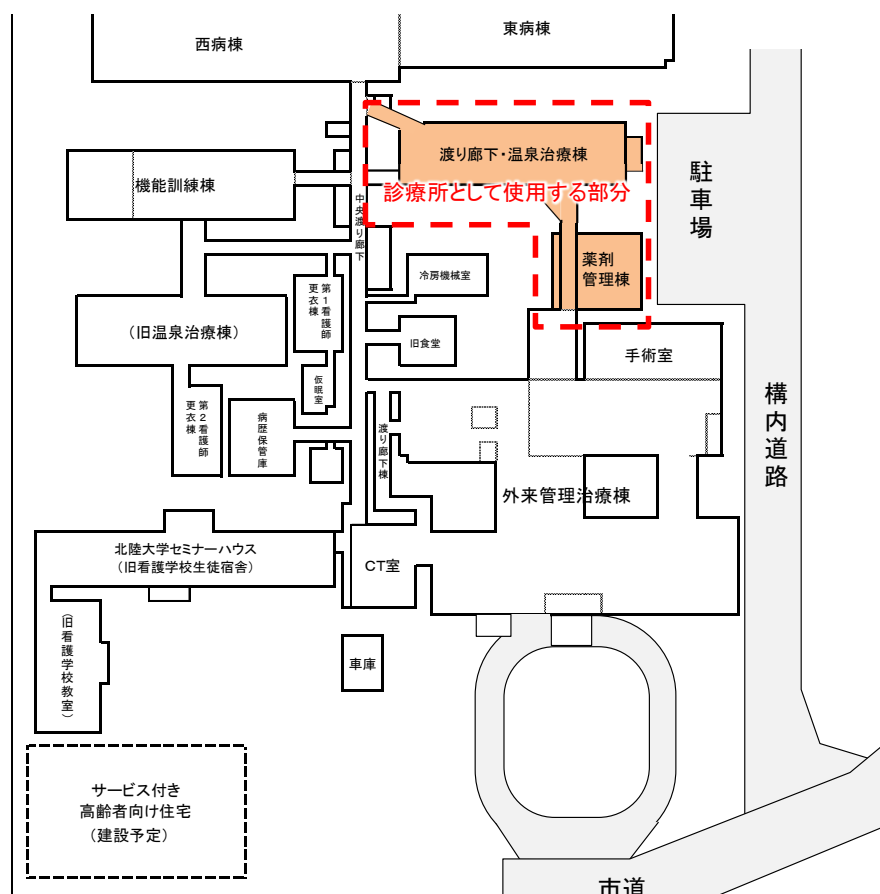 西病棟
東病棟
渡り廊下・温泉治療棟
診療所として使用する部分
駐車場
機能訓練棟
中央渡り廊下
薬剤
管理棟
冷房機械室
第1看護師
更衣棟
(旧温泉治療棟)
旧食堂
手術室
仮眠室
構内道路
第2看護師
更衣棟
病歴保管庫
渡り廊下棟
外来管理治療棟
北陸大学セミナーハウス
(旧看護学校生徒宿舎)
CT室
(旧看護学校教室)
車庫
サービス付き
高齢者向け住宅
(建設予定)
市道